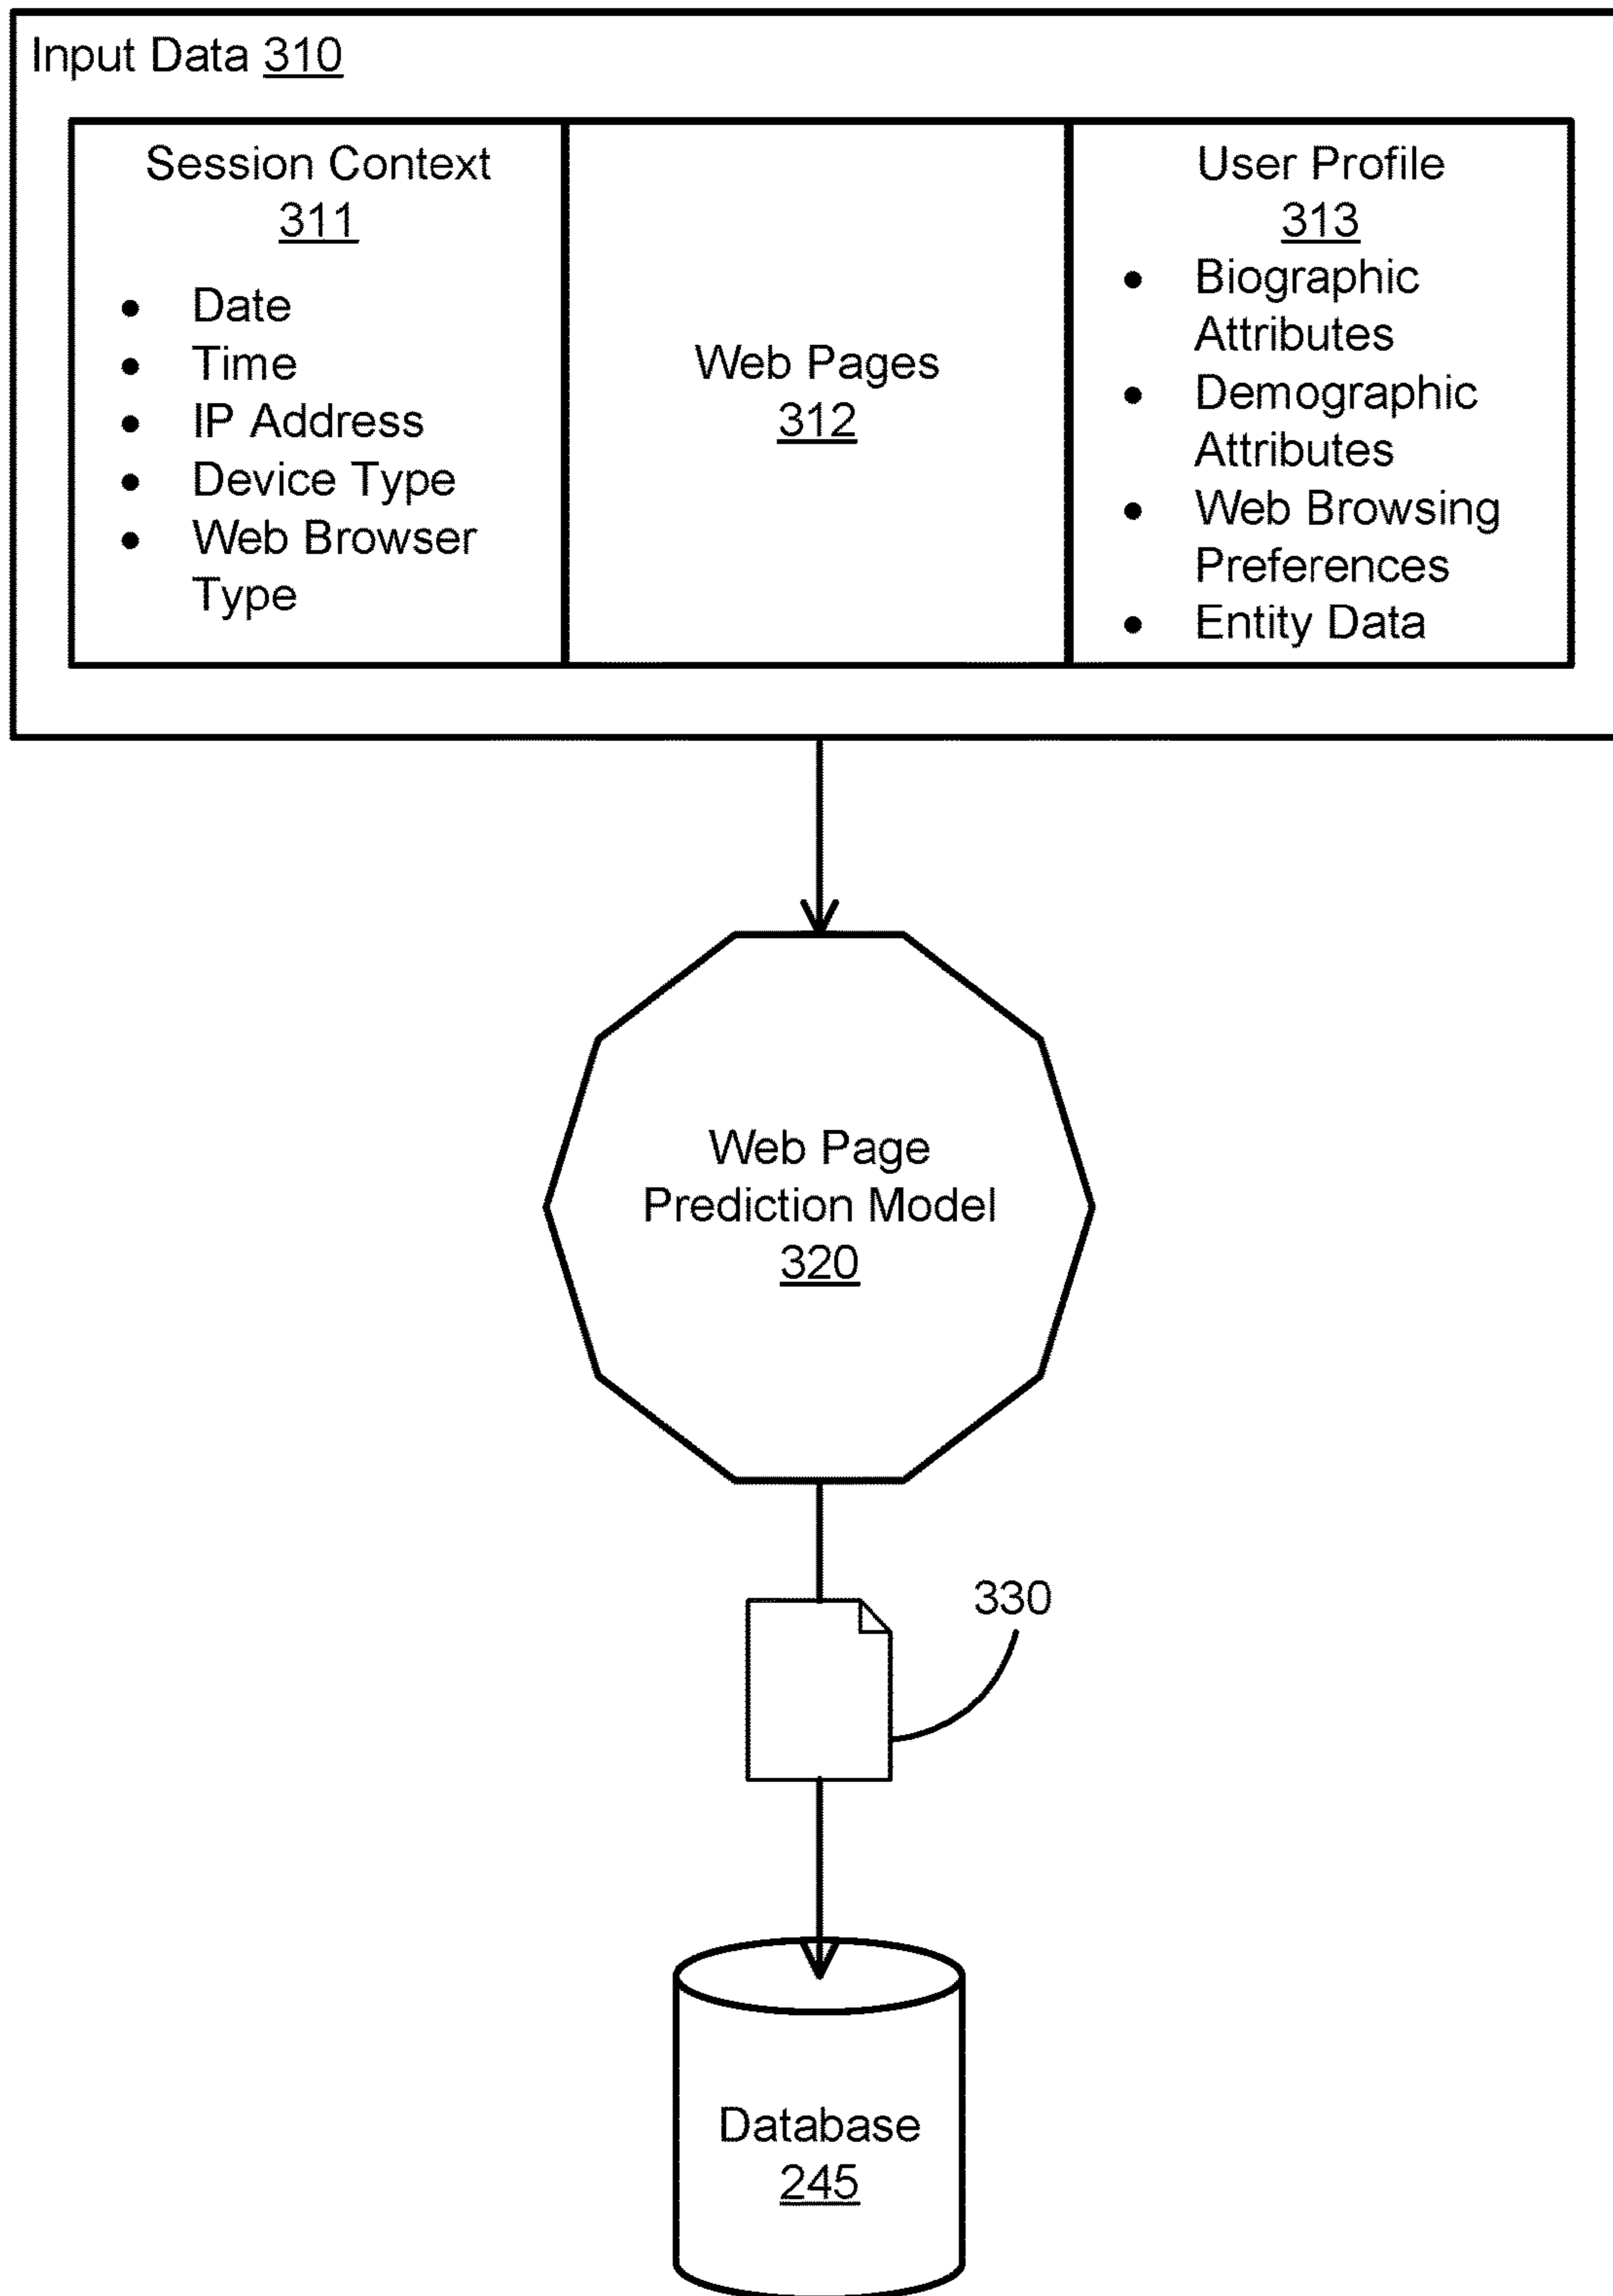 Input Data 310
Session Context
311
• Date
• Time
• IP Address
• Device Type
• Web Browser
Type
Web Pages
312
User Profile
313
• Biographic
Attributes
• Demographic
Attributes
• Web Browsing
Preferences
• Entity Data
Web Page
Prediction Model
320
330
Database
245